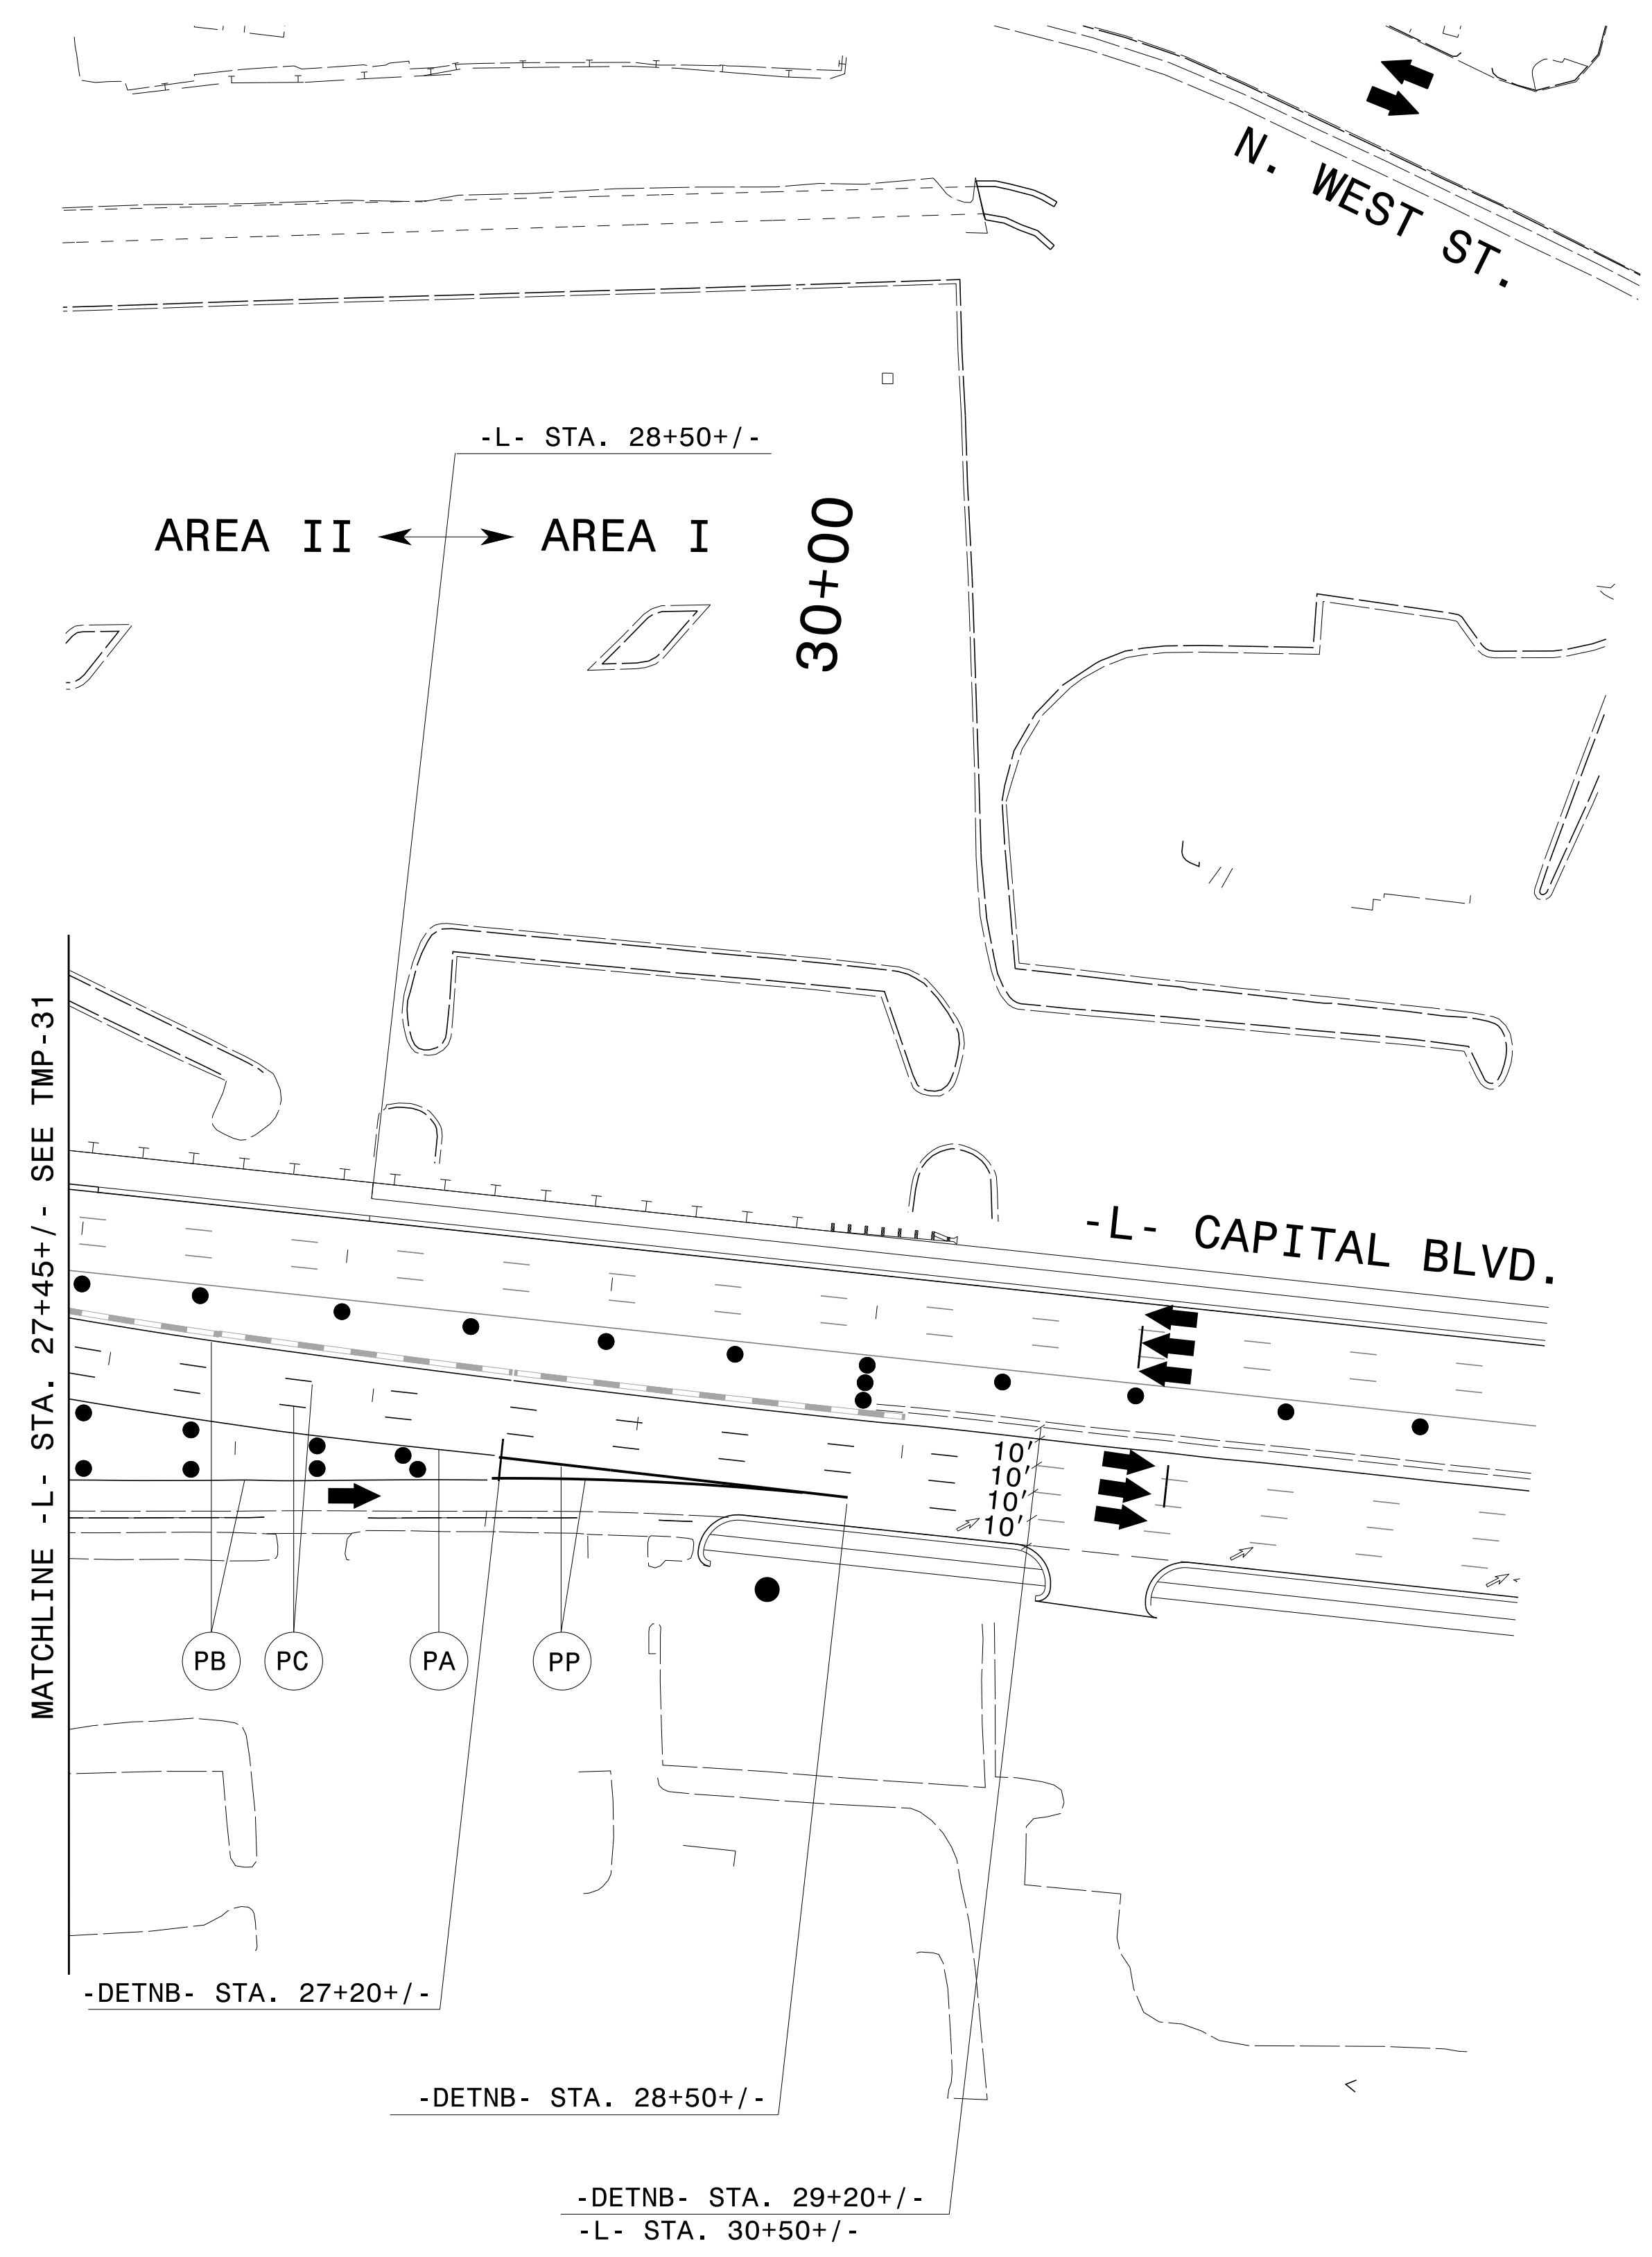 N. WEST ST.
-L- STA. 28+50+/-
AREA II
AREA I
30+00
MATCHLINE -L- STA. 27+45+/- SEE TMP-31
-L- CAPITAL BLVD.
10'
10'
10'
10'
PB
PC
PA
PP
-DETNB- STA. 27+20+/-
-DETNB- STA. 28+50+/-
-DETNB- STA. 29+20+/-
-L- STA. 30+50+/-